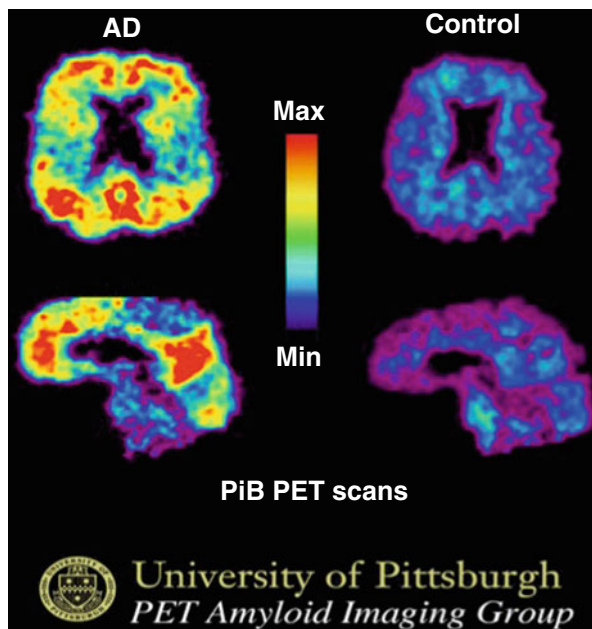 AD
Control
Max
Min
PiB PET scans
University of Pittsburgh
PET Amyloid Imaging Group